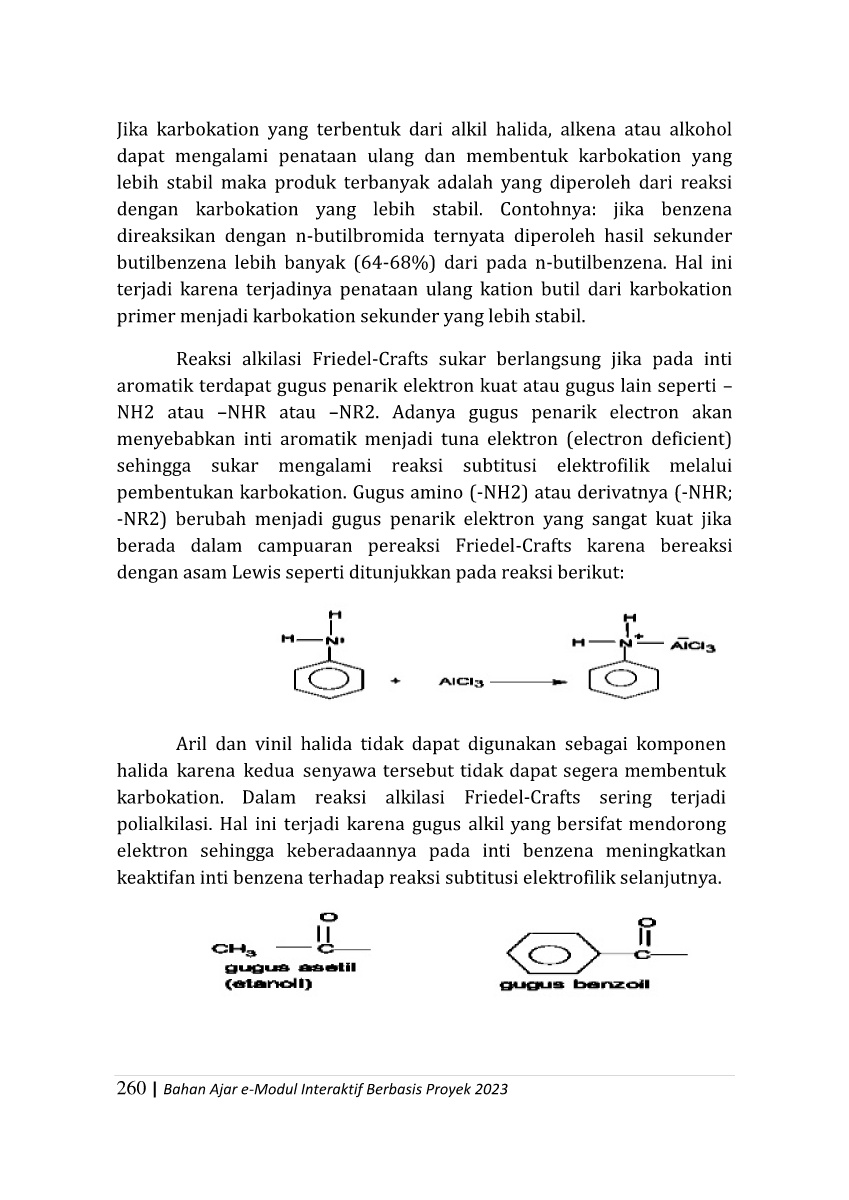 Jika karbokation yang terbentuk dari alkil halida, alkena atau alkohol
dapat mengalami penataan ulang dan membentuk karbokation yang
lebih stabil maka produk terbanyak adalah yang diperoleh dari reaksi
dengan karbokation yang lebih stabil. Contohnya: jika benzena
direaksikan dengan n-butilbromida ternyata diperoleh hasil sekunder
butilbenzena lebih banyak (64-68%) dari pada n-butilbenzena. Hal ini
terjadi karena terjadinya penataan ulang kation butil dari karbokation
primer menjadi karbokation sekunder yang lebih stabil.
Reaksi alkilasi Friedel-Crafts sukar berlangsung jika pada inti
aromatik terdapat gugus penarik elektron kuat atau gugus lain seperti –
NH2 atau –NHR atau –NR2. Adanya gugus penarik electron akan
menyebabkan inti aromatik menjadi tuna elektron (electron deficient)
sehingga sukar mengalami reaksi subtitusi elektrofilik melalui
pembentukan karbokation. Gugus amino (-NH2) atau derivatnya (-NHR;
-NR2) berubah menjadi gugus penarik elektron yang sangat kuat jika
berada dalam campuaran pereaksi Friedel-Crafts karena bereaksi
dengan asam Lewis seperti ditunjukkan pada reaksi berikut:
H H
H N H N + AlCl3
+ AlCl3
Aril dan vinil halida tidak dapat digunakan sebagai komponen
halida karena kedua senyawa tersebut tidak dapat segera membentuk
karbokation. Dalam reaksi alkilasi Friedel-Crafts sering terjadi
polialkilasi. Hal ini terjadi karena gugus alkil yang bersifat mendorong
elektron sehingga keberadaannya pada inti benzena meningkatkan
keaktifan inti benzena terhadap reaksi subtitusi elektrofilik selanjutnya.
O O
CH3 C C
gugus asetil gugus benzoil
(etanoil)
260 | Bahan Ajar e-Modul Interaktif Berbasis Proyek 2023